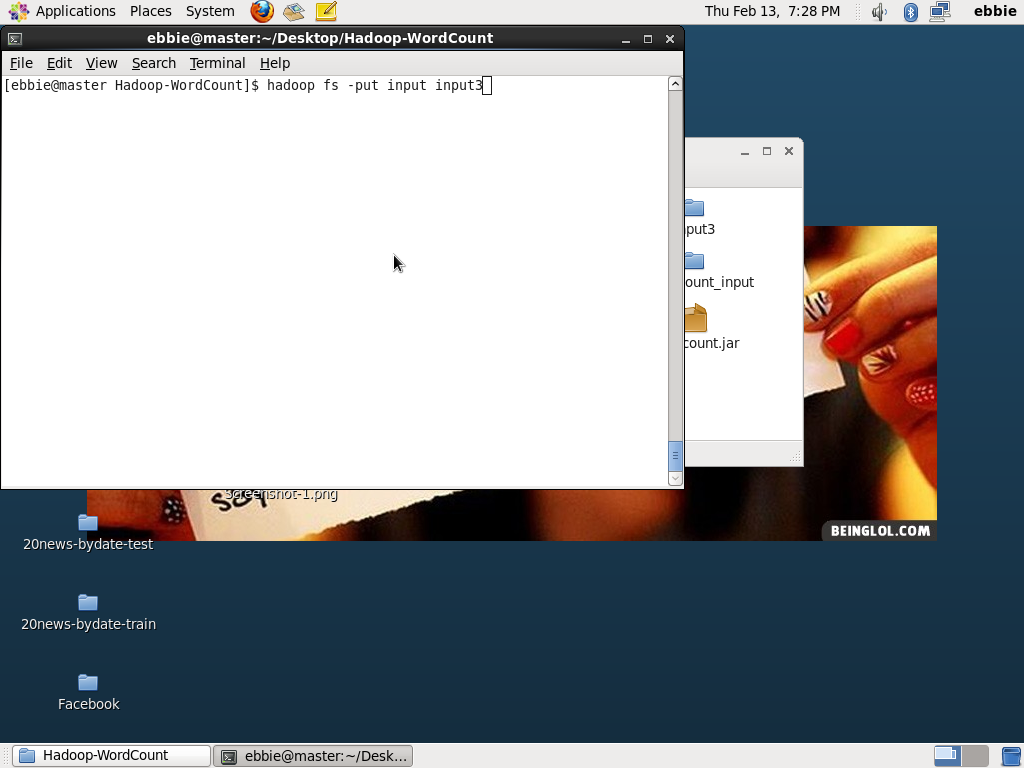 Applications Places System Thu Feb 13, 7:28 PM ebbie
ebbie@master:~/Desktop/Hadoop-WordCount
File Edit View Search Terminal Help
[ebbie@master Hadoop-WordCount]$ hadoop fs -put input input3
put3
ount_input
count.jar
Screenshot-1.png
BEINGLOL.COM
20news-bydate-test
20news-bydate-train
Facebook
Hadoop-WordCount ebbie@master:~/Desk...